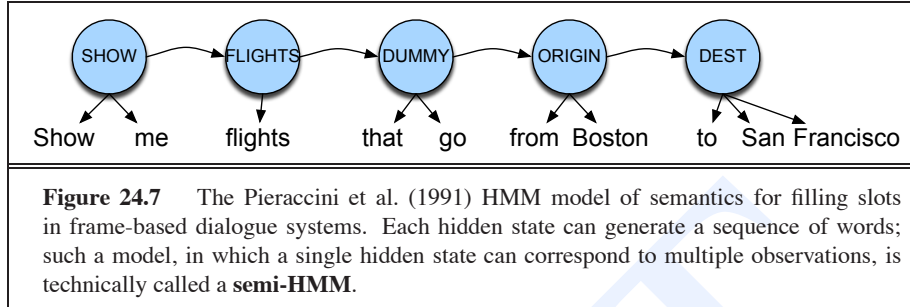 SHOW FLIGHTS DUMMY ORIGIN DEST
Show me flights that go from Boston to San Francisco
Figure 24.7 The Pieraccini et al. (1991) HMM model of semantics for filling slots
in frame-based dialogue systems. Each hidden state can generate a sequence of words;
such a model, in which a single hidden state can correspond to multiple observations, is
technically called a semi-HMM.